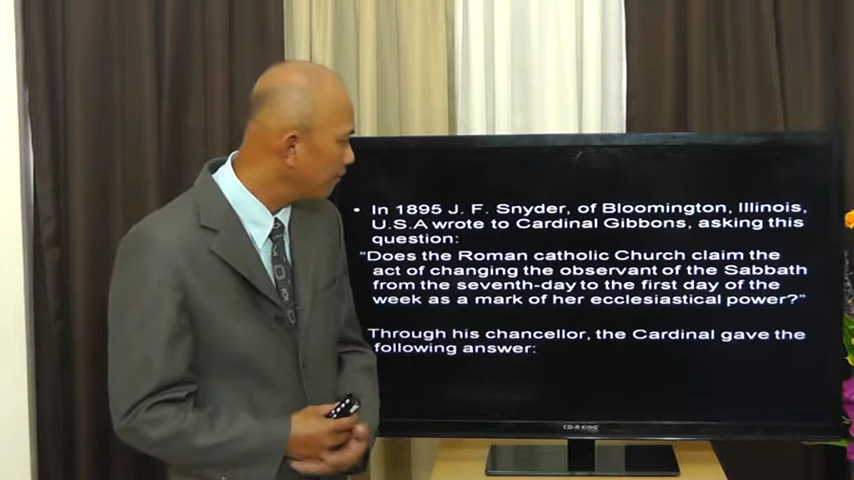 • In 1895 J. F. Snyder, of Bloomington, Illinois,
U.S.A wrote to Cardinal Gibbons, asking this
question:
“Does the Roman catholic Church claim the
act of changing the observant of the Sabbath
from the seventh-day to the first day of the
week as a mark of her ecclesiastical power?”
Through his chancellor, the Cardinal gave the
following answer:
CD-R KING